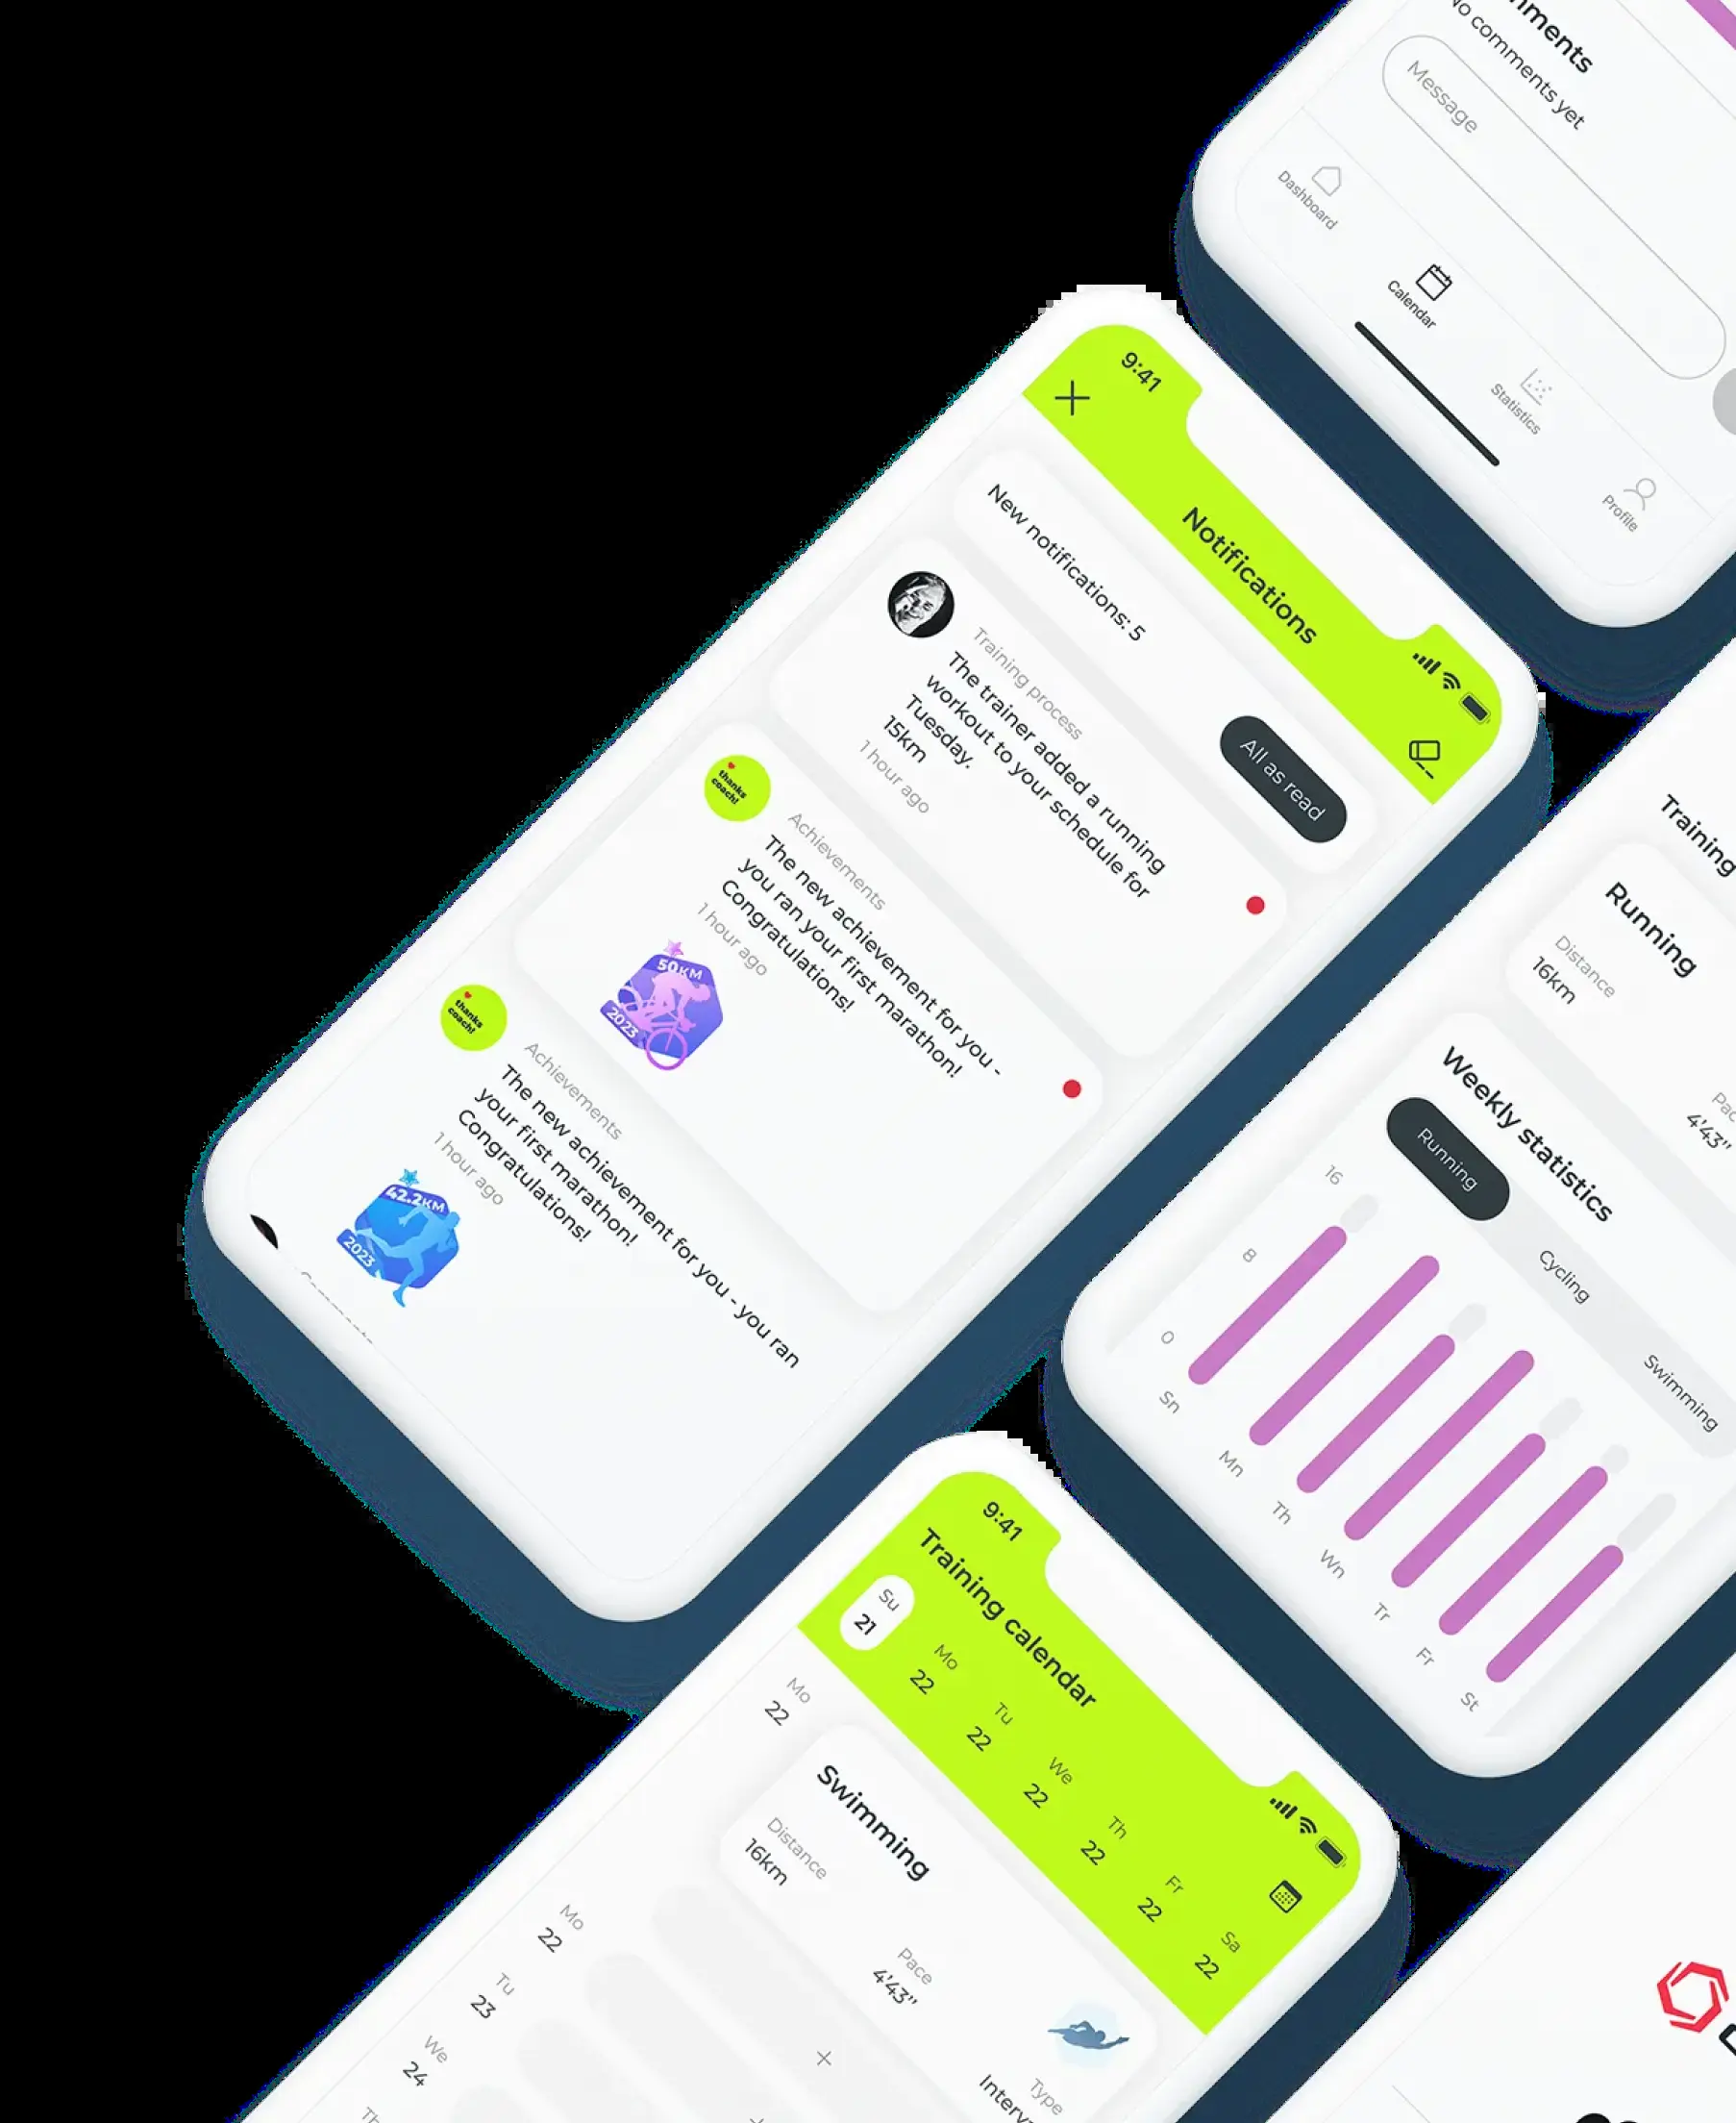 mments
No comments yet
Message
Dashboard
Calendar
Statistics
Profile
9:41
Notifications
New notifications: 5
All as read
Training process
The trainer added a running
workout to your schedule for
Tuesday.
15km
1 hour ago
thanks
coach!
Achievements
The new achievement for you -
you ran your first marathon!
Congratulations!
1 hour ago
50KM
2023
thanks
coach!
Achievements
The new achievement for you - you ran
your first marathon!
Congratulations!
1 hour ago
42.2KM
2023
Training
Running
Distance
16km
Pac
4'43''
Weekly statistics
Running
Cycling
Swimming
16
8
0
Sn
Mn
Th
Wn
Tr
Fr
St
9:41
Training calendar
Su
21
Mo
22
Tu
22
We
22
Th
22
Fr
22
Sa
22
Mo
22
Swimming
Distance
16km
Pace
4'43''
Type
Interv
Mo
22
Tu
23
We
24
Th